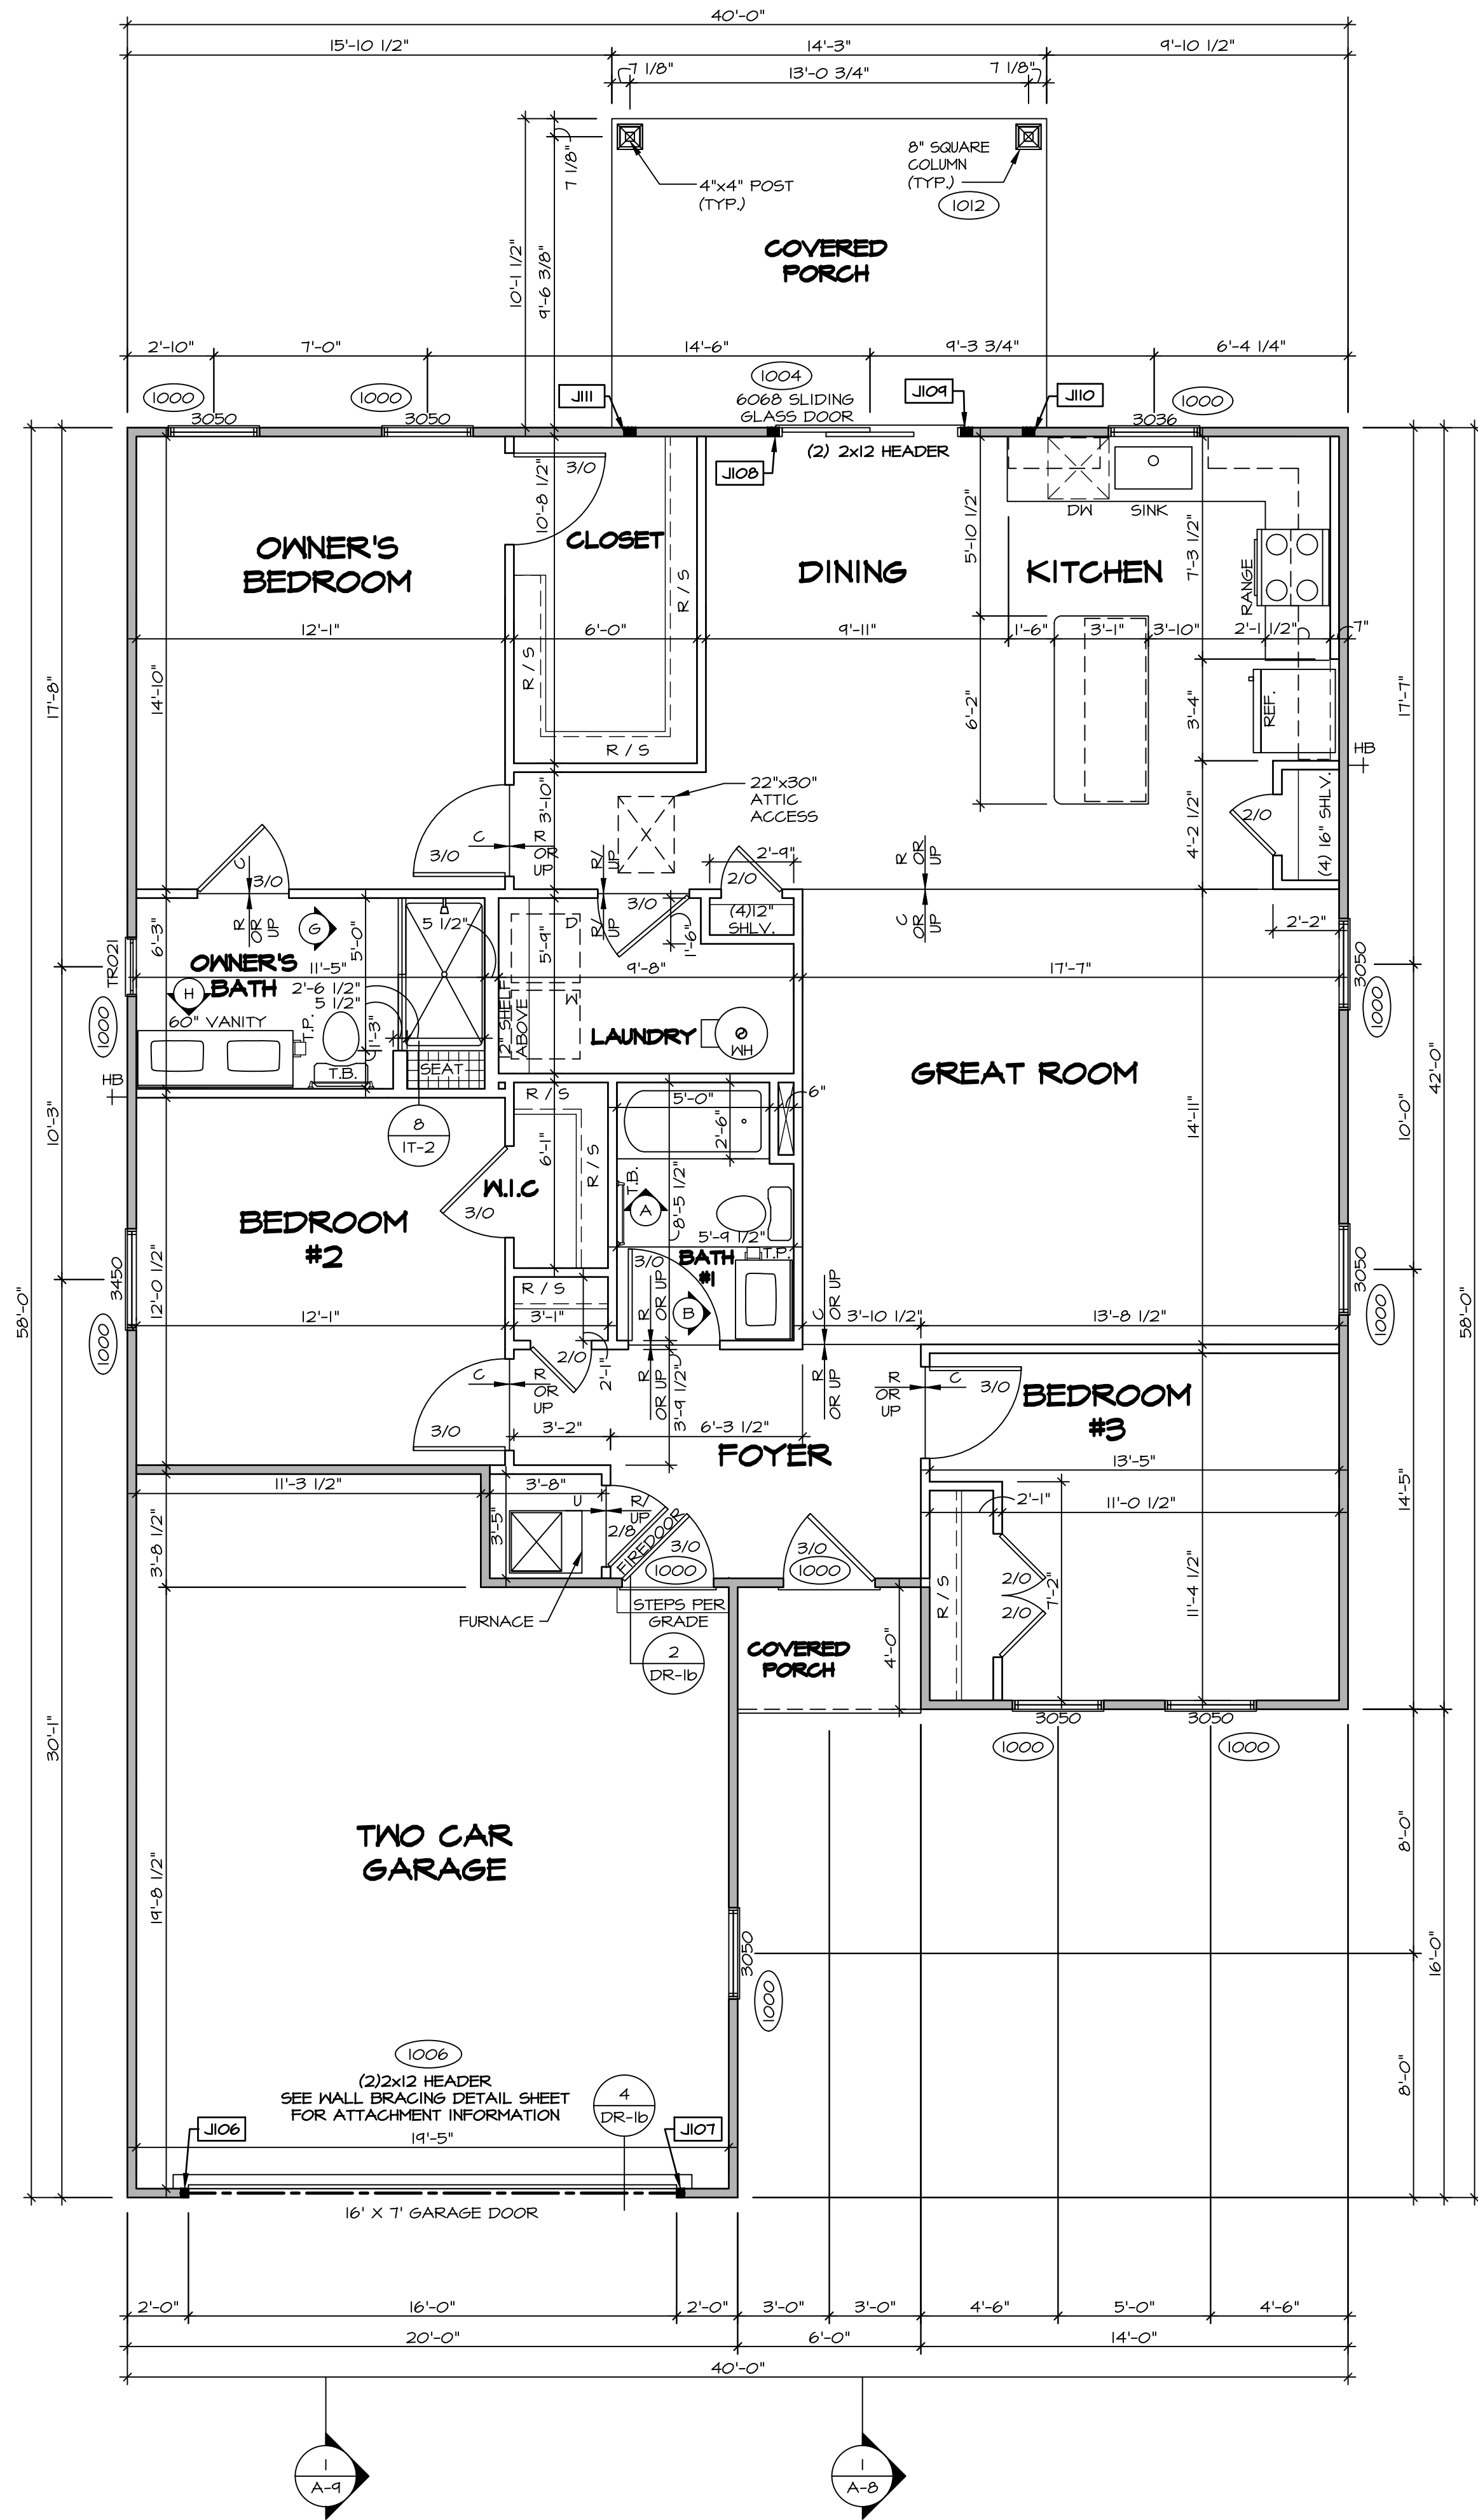 40'-0"
15'-10 1/2"
14'-3"
9'-10 1/2"
7 1/8"
13'-0 3/4"
7 1/8"
7 1/8"
8" SQUARE
COLUMN
(TYP.)
1012
4"x4" POST
(TYP.)
COVERED
PORCH
10'-1 1/2"
9'-6 3/8"
2'-10"
7'-0"
14'-6"
9'-3 3/4"
6'-4 1/4"
1000
1000
J111
1004
6068 SLIDING
GLASS DOOR
J109
J110
1000
3050
3050
3036
(2) 2x12 HEADER
J108
3/0
10'-8 1/2"
CLOSET
OWNER'S
BEDROOM
DINING
KITCHEN
DW
SINK
5'-10 1/2"
7'-3 1/2"
RANGE
R / S
12'-1"
6'-0"
9'-11"
1'-6"
3'-1"
3'-10"
2'-1 1/2"
7"
R / S
R / S
14'-10"
17'-8"
6'-2"
3'-4"
REF.
17'-7"
HB
22"x30"
ATTIC
ACCESS
3'-10"
C
R
OR
UP
3/0
4'-2 1/2"
2/0
(4) 16" SHLV.
C
3/0
R
OR
UP
R/
UP
3/0
R/
UP
2'-9"
2/0
(4)12"
SHLV.
1'-6"
R
OR
UP
C
OR
UP
2'-2"
6'-3"
G
5'-0"
5 1/2"
D
5'-9"
TR021
OWNER'S
BATH
11'-5"
9'-8"
17'-7"
3050
1000
H
2'-6 1/2"
5 1/2"
1000
60" VANITY
T.P.
1'-3"
T.B.
SEAT
12" SHELF
ABOVE
W
LAUNDRY
WH
GREAT ROOM
42'-0"
HB
10'-3"
8
IT-2
R / S
6'-1"
R / S
5'-0"
6"
2'-6"
14'-11"
10'-0"
W.I.C
3/0
T.B.
A
8'-5 1/2"
BEDROOM
#2
5'-9 1/2"
BATH
#1
T.P.
3/0
R
OR UP
B
C
OR UP
3450
1000
12'-0 1/2"
12'-1"
R / S
3'-1"
3'-10 1/2"
13'-8 1/2"
3050
1000
58'-0"
58'-0"
2/0
2'-1"
R
OR UP
3'-9 1/2"
R
OR UP
C
R
OR
UP
3/0
3'-2"
6'-3 1/2"
FOYER
R
OR
UP
C
3/0
BEDROOM
#3
13'-5"
11'-3 1/2"
3'-8"
2'-1"
11'-0 1/2"
14'-5"
3'-8 1/2"
3'-5"
U
R/
UP
2/8
FIREDOOR
3/0
1000
3/0
1000
R / S
2/0
2/0
7'-2"
11'-4 1/2"
FURNACE
STEPS PER
GRADE
2
DR-1b
COVERED
PORCH
4'-0"
3050
3050
1000
1000
30'-1"
TWO CAR
GARAGE
19'-8 1/2"
8'-0"
16'-0"
3050
1000
8'-0"
1006
(2)2x12 HEADER
SEE WALL BRACING DETAIL SHEET
FOR ATTACHMENT INFORMATION
4
DR-1b
J106
J107
19'-5"
16' X 7' GARAGE DOOR
2'-0"
16'-0"
2'-0"
3'-0"
3'-0"
4'-6"
5'-0"
4'-6"
20'-0"
6'-0"
14'-0"
40'-0"
1
A-9
1
A-8